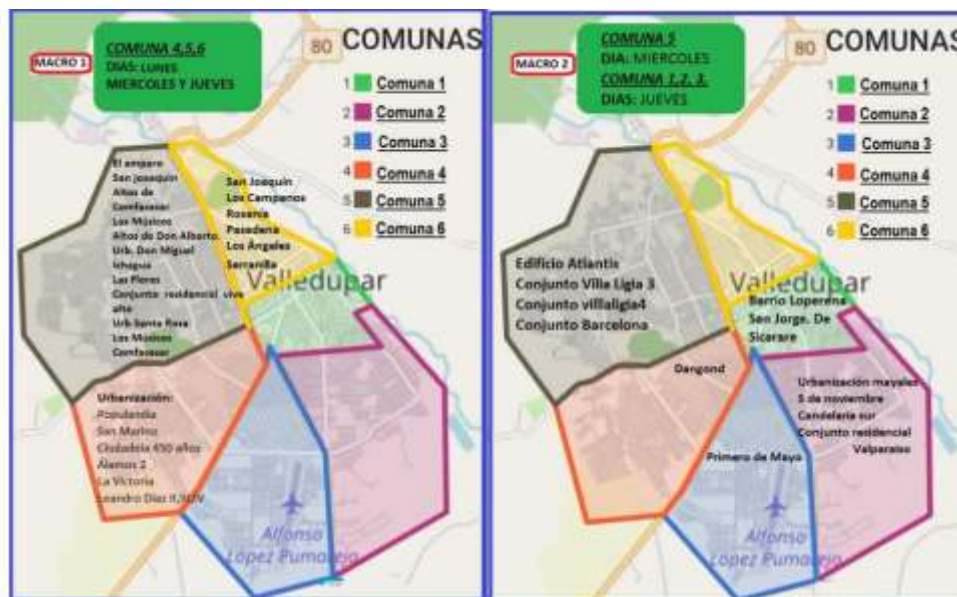 MACRO 1
COMUNA 4,5,6
DIAS: LUNES
MIERCOLES Y JUEVES
80
COMUNAS
1 Comuna 1
2 Comuna 2
3 Comuna 3
4 Comuna 4
5 Comuna 5
6 Comuna 6
El amparo
San joaquin
Altos de
Comfacesar
Los Músicos
Altos de Don Alberto.
Urb. Don Miguel
Ichagua
Las Flores
Conjunto residencial vive
alto
Urb Santa Rosa
Los Músicos
Comfacesar
San Joaquín
Los Campanos
Rosania
Pasadena
Los Ángeles
Serranilla
Valledupar
Urbanización:
Populandia
San Marino
Ciudadela 450 años
Álamos 2
La Victoria
Leandro Díaz
Alfonso
López Pumarejo
MACRO 2
COMUNA 5
DIA: MIERCOLES
COMUNA 1,2, 3.
DIAS: JUEVES
80
COMUNAS
1 Comuna 1
2 Comuna 2
3 Comuna 3
4 Comuna 4
5 Comuna 5
6 Comuna 6
Edificio Atlantis
Conjunto Villa Ligia 3
Conjunto villaligia4
Conjunto Barcelona
Valledupar
Barrio Loperena
San Jorge. De
Sicarare
Dangond
Urbanización mayales
5 de noviembre
Candelaria sur
Conjunto residencial
Valparaiso
Primero de Mayo
Alfonso
López Pumarejo